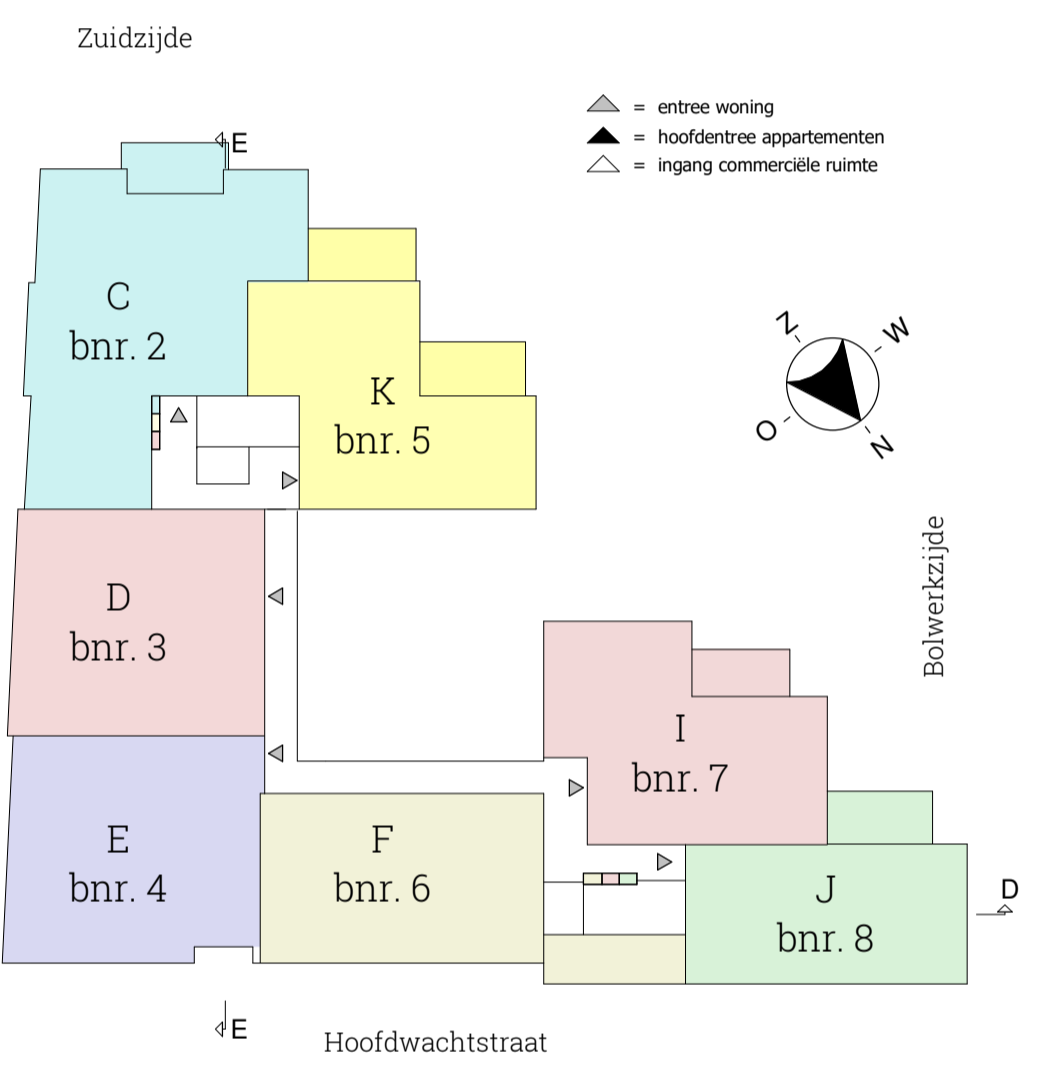 Zuidzijde
= entree woning
= hoofdentree appartementen
= ingang commerciële ruimte
E
C
bnr. 2
K
bnr. 5
Z
W
O
N
Bolwerkzijde
D
bnr. 3
I
bnr. 7
E
bnr. 4
F
bnr. 6
J
bnr. 8
D
E
Hoofdwachtstraat